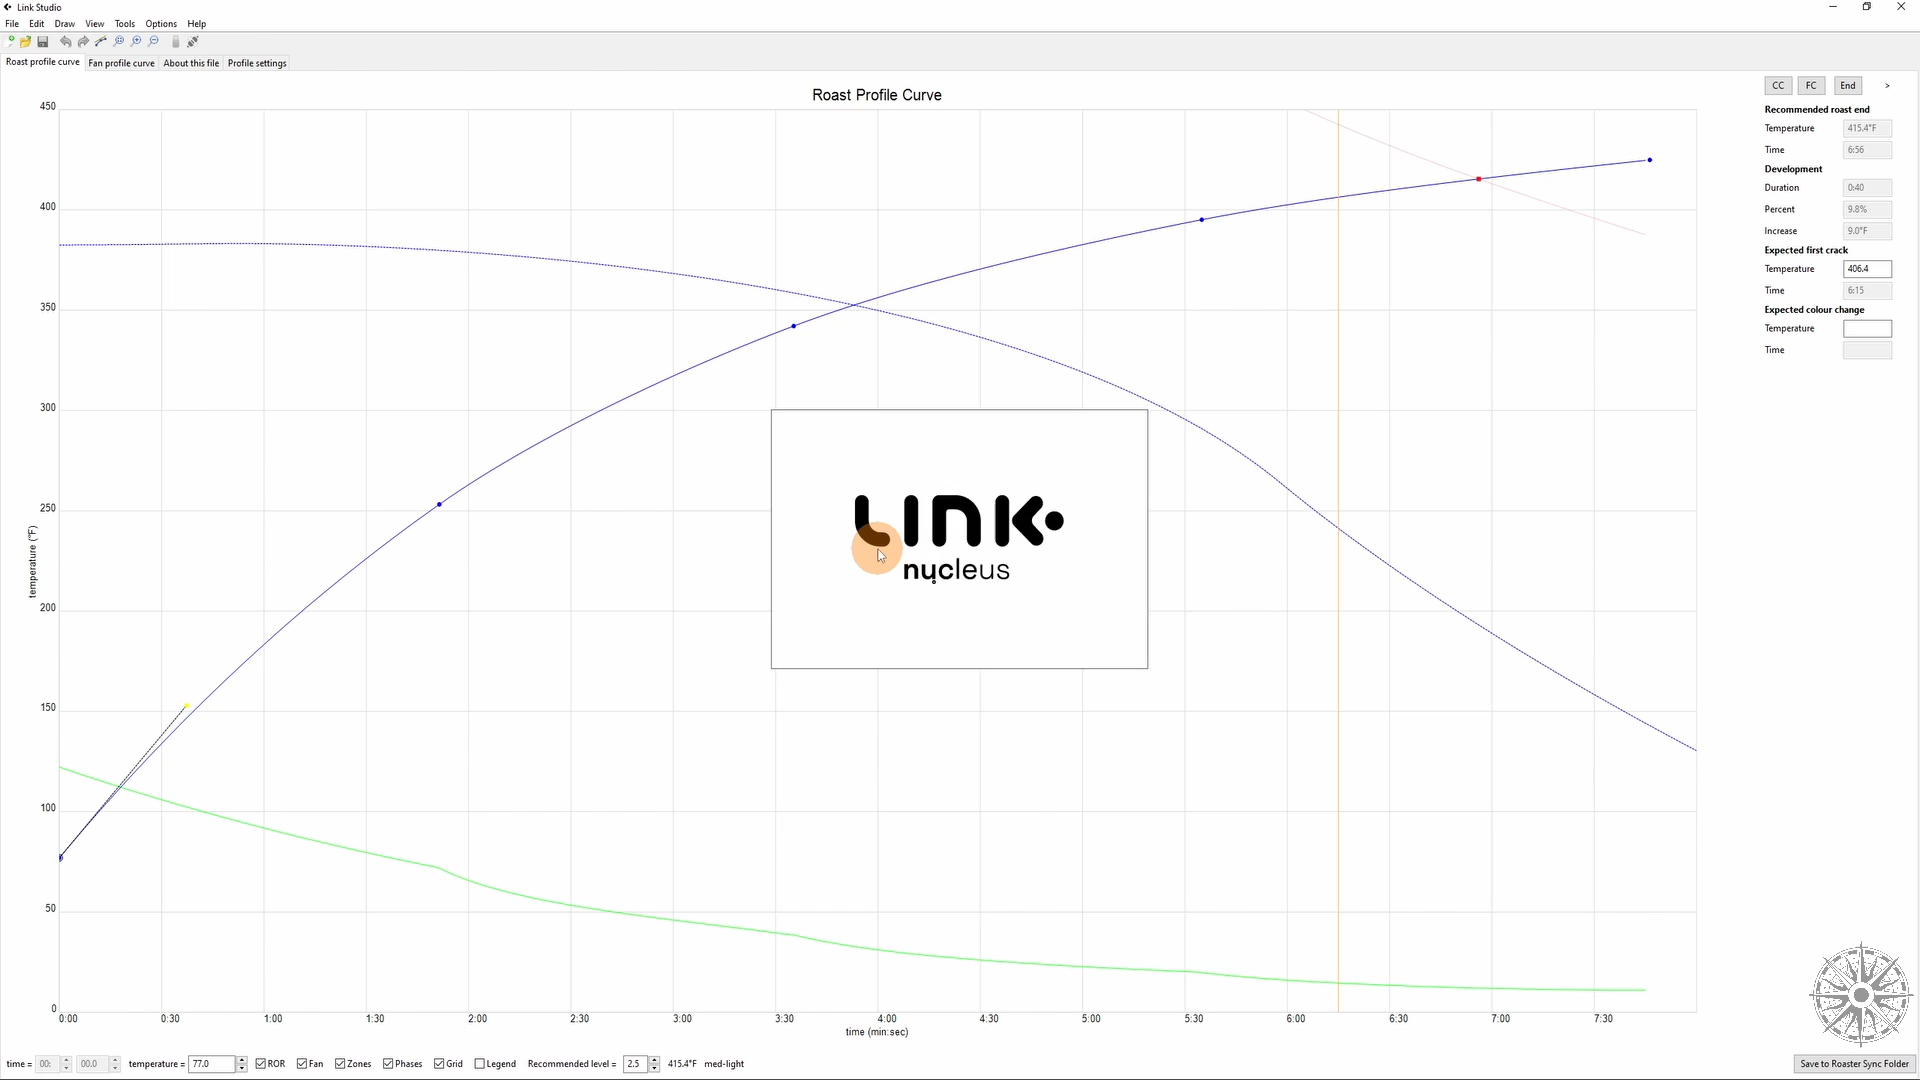 Link Studio
File Edit Draw View Tools Options Help
Roast profile curve Fan profile curve About this file Profile settings
Roast Profile Curve
CC FC End >
Recommended roast end
Temperature 415.4°F
Time 6:56
Development
Duration 0:40
Percent 9.8%
Increase 9.0°F
Expected first crack
Temperature 406.4
Time 6:15
Expected colour change
Temperature
Time
450
400
350
300
250
200
150
100
50
0
temperature (°F)
Link
nucleus
0:00 0:30 1:00 1:30 2:00 2:30 3:00 3:30 4:00 4:30 5:00 5:30 6:00 6:30 7:00 7:30
time (min:sec)
time = 00: 00.0 temperature = 77.0 ROR Fan Zones Phases Grid Legend Recommended level = 2.5 415.4°F med-light
Save to Roaster Sync Folder